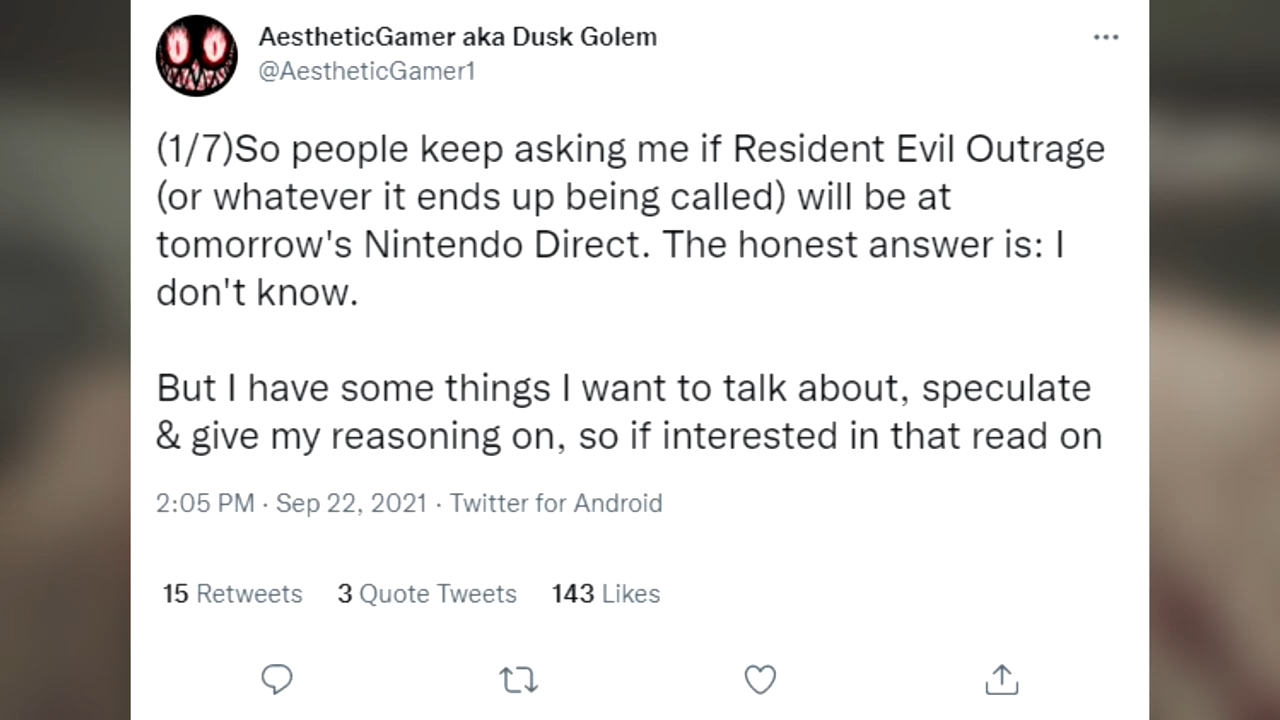 AestheticGamer aka Dusk Golem
@AestheticGamer1
(1/7)So people keep asking me if Resident Evil Outrage
(or whatever it ends up being called) will be at
tomorrow's Nintendo Direct. The honest answer is: I
don't know.
But I have some things I want to talk about, speculate
& give my reasoning on, so if interested in that read on
2:05 PM · Sep 22, 2021 · Twitter for Android
15 Retweets 3 Quote Tweets 143 Likes